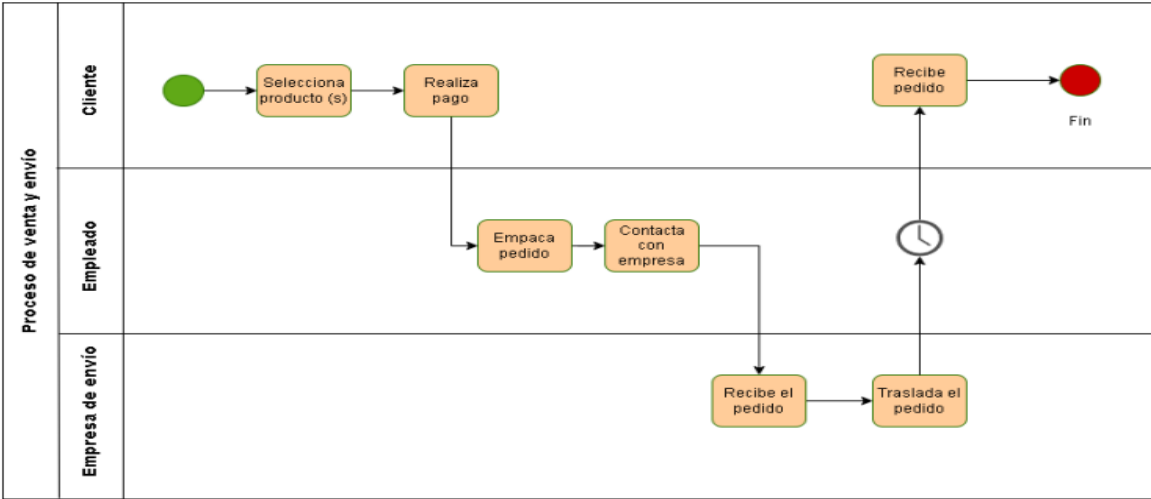 Proceso de venta y envío
Cliente
Selecciona
producto (s)
Realiza
pago
Recibe
pedido
Fin
Empleado
Empaca
pedido
Contacta
con
empresa
Empresa de envío
Recibe el
pedido
Traslada el
pedido